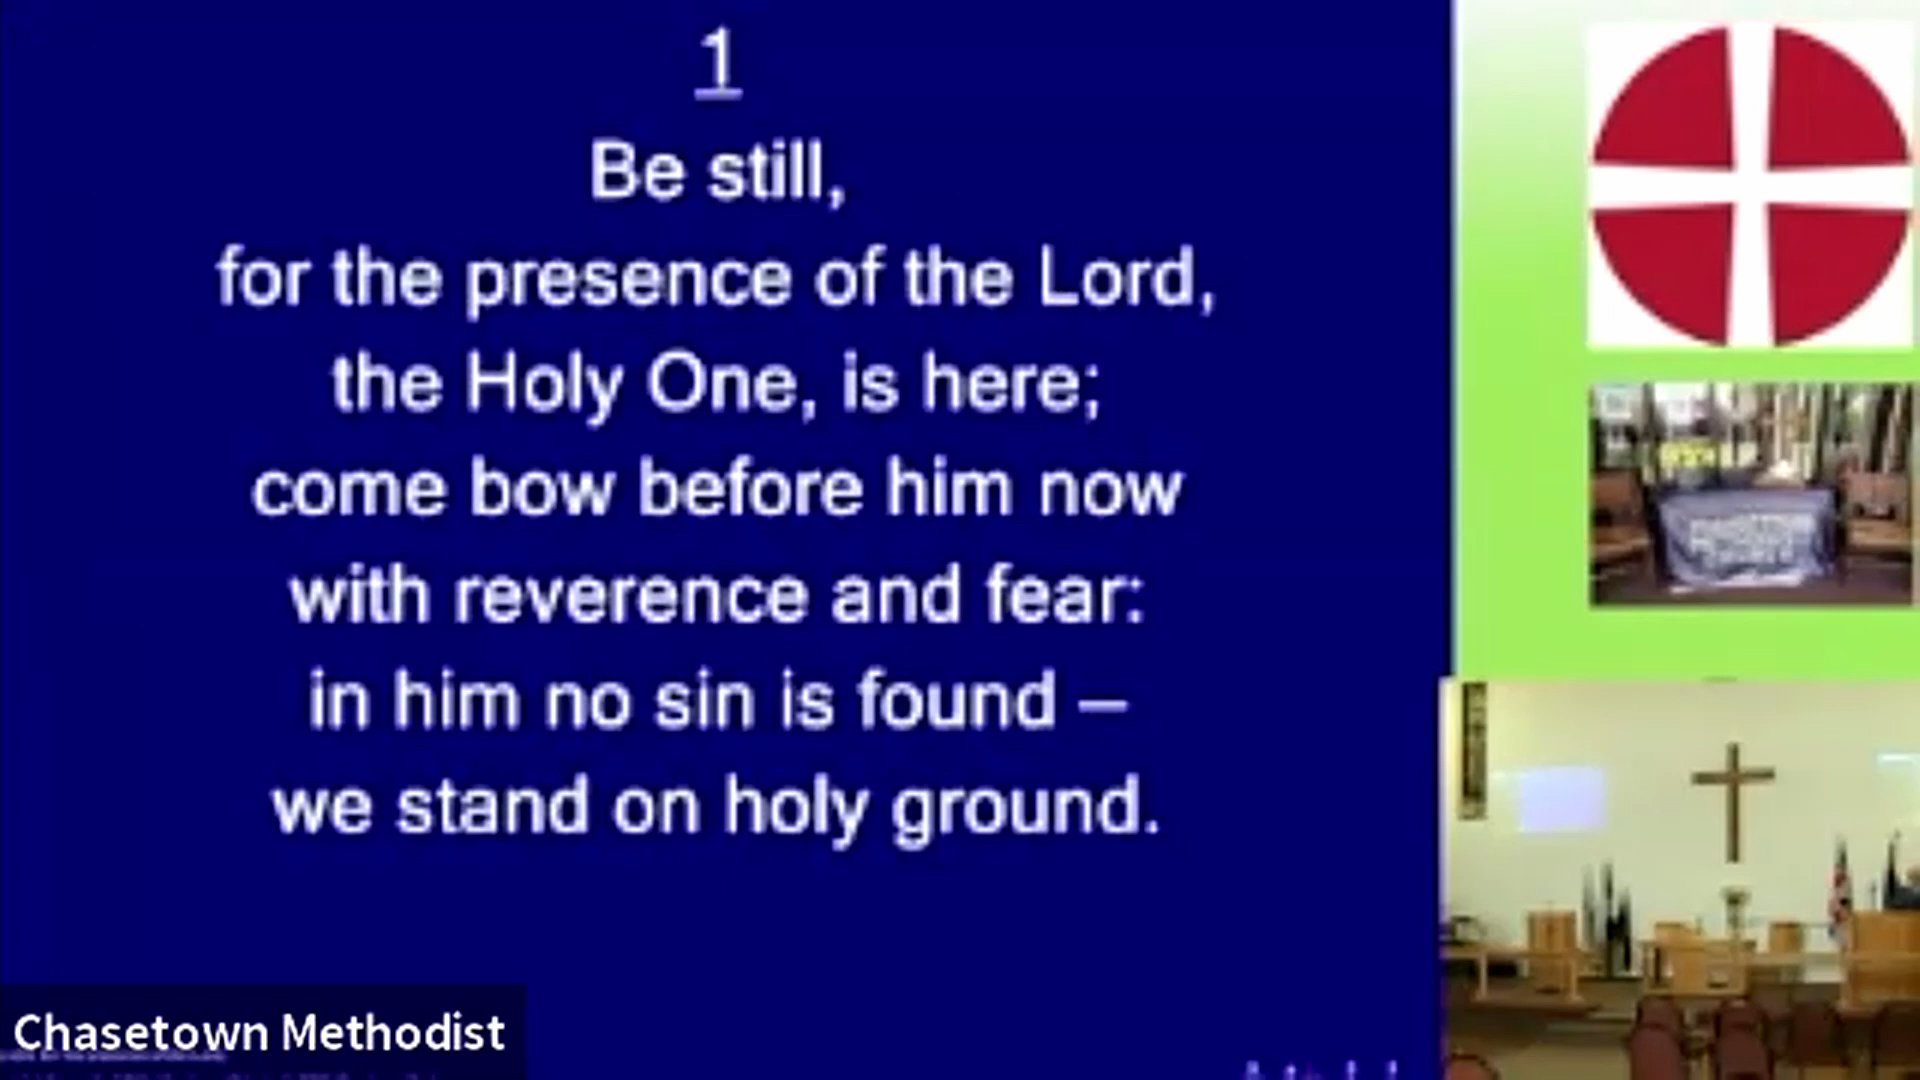 1
Be still,
for the presence of the Lord,
the Holy One, is here;
come bow before him now
with reverence and fear:
in him no sin is found –
we stand on holy ground.
Chasetown Methodist